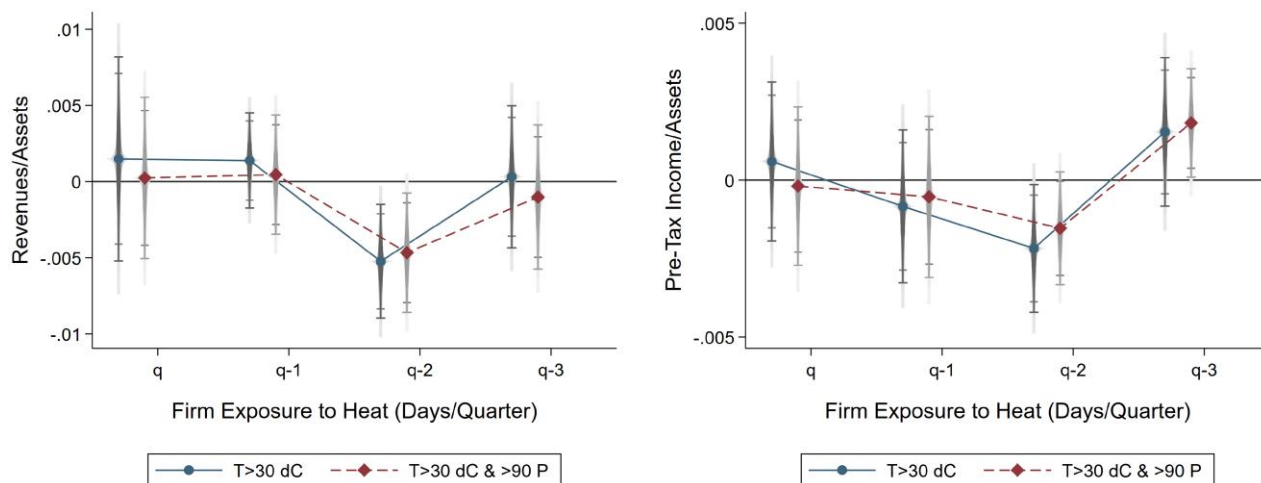 Revenues/Assets
.01
.005
0
-.005
-.01
q q-1 q-2 q-3
Firm Exposure to Heat (Days/Quarter)
T>30 dC T>30 dC & >90 P
Pre-Tax Income/Assets
.005
0
-.005
q q-1 q-2 q-3
Firm Exposure to Heat (Days/Quarter)
T>30 dC T>30 dC & >90 P